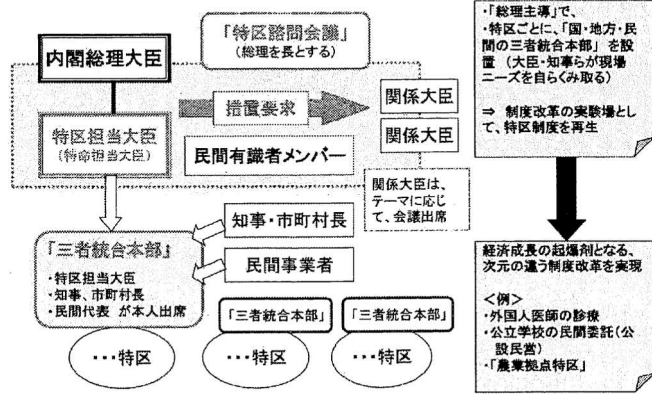 「特区諮問会議」
(総理を長とする)
内閣総理大臣
措置要求
関係大臣
関係大臣
特区担当大臣
(特命担当大臣)
民間有識者メンバー
関係大臣は、
テーマに応じ
て、会議出席
知事・市町村長
民間事業者
「三者統合本部」
・特区担当大臣
・知事、市町村長
・民間代表 が本人出席
「三者統合本部」
「三者統合本部」
・・・特区
・・・特区
・・・特区
・「総理主導」で、
・特区ごとに、「国・地方・民
間の三者統合本部」を設
置 (大臣・知事らが現場
ニーズを自らくみ取る)
⇒ 制度改革の実験場とし
て、特区制度を再生
経済成長の起爆剤となる、
次元の違う制度改革を実現
＜例＞
・外国人医師の診療
・公立学校の民間委託(公
設民営)
・「農業拠点特区」